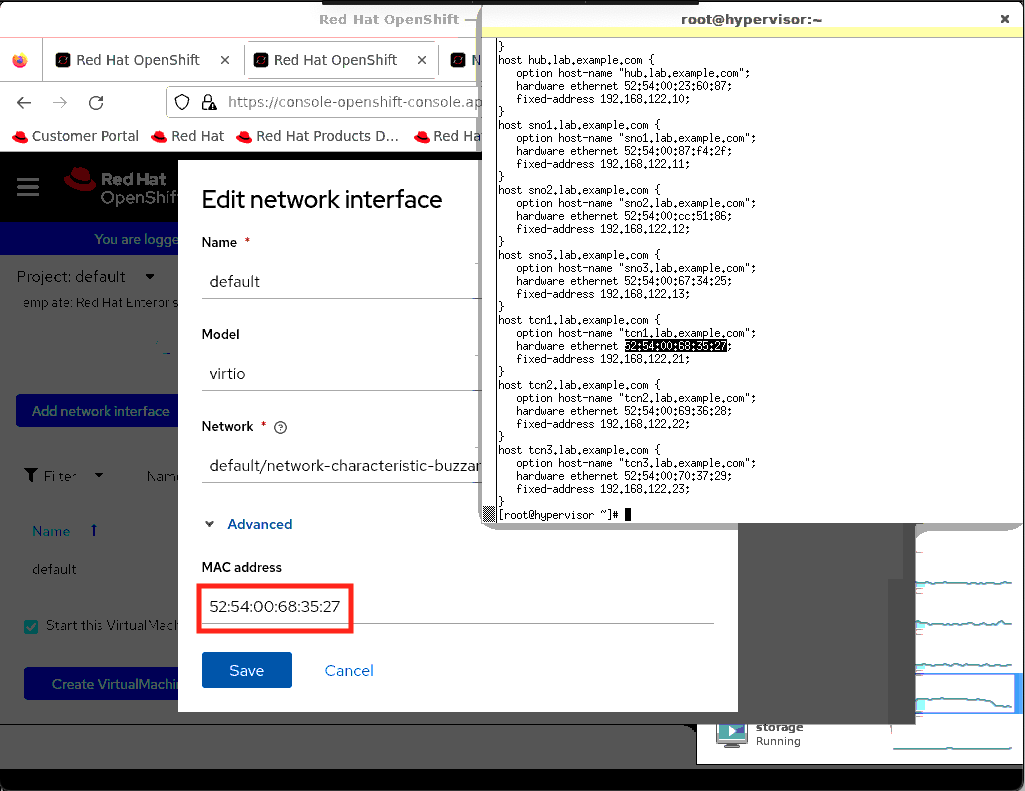 Red Hat OpenShift —
root@hypervisor:~
Red Hat OpenShift
Red Hat OpenShift
N
https://console-openshift-console.ap
Customer Portal
Red Hat
Red Hat Products D...
Red Ha
Red Hat
OpenShift
You are logge
Project: default
Add network interface
Filter
Name
Name
default
Start this VirtualMach
Create VirtualMachin
Edit network interface
Name *
default
Model
virtio
Network *
default/network-characteristic-buzzar
Advanced
MAC address
52:54:00:68:35:27
Save
Cancel
}
host hub.lab.example.com {
option host-name "hub.lab.example.com";
hardware ethernet 52:54:00:23:60:87;
fixed-address 192.168.122.10;
}
host sno1.lab.example.com {
option host-name "sno1.lab.example.com";
hardware ethernet 52:54:00:87:f4:2f;
fixed-address 192.168.122.11;
}
host sno2.lab.example.com {
option host-name "sno2.lab.example.com";
hardware ethernet 52:54:00:cc:51:86;
fixed-address 192.168.122.12;
}
host sno3.lab.example.com {
option host-name "sno3.lab.example.com";
hardware ethernet 52:54:00:67:34:25;
fixed-address 192.168.122.13;
}
host tcn1.lab.example.com {
option host-name "tcn1.lab.example.com";
hardware ethernet 52:54:00:68:35:27;
fixed-address 192.168.122.21;
}
host tcn2.lab.example.com {
option host-name "tcn2.lab.example.com";
hardware ethernet 52:54:00:69:36:28;
fixed-address 192.168.122.22;
}
host tcn3.lab.example.com {
option host-name "tcn3.lab.example.com";
hardware ethernet 52:54:00:70:37:29;
fixed-address 192.168.122.23;
}
[root@hypervisor ~]#
storage
Running